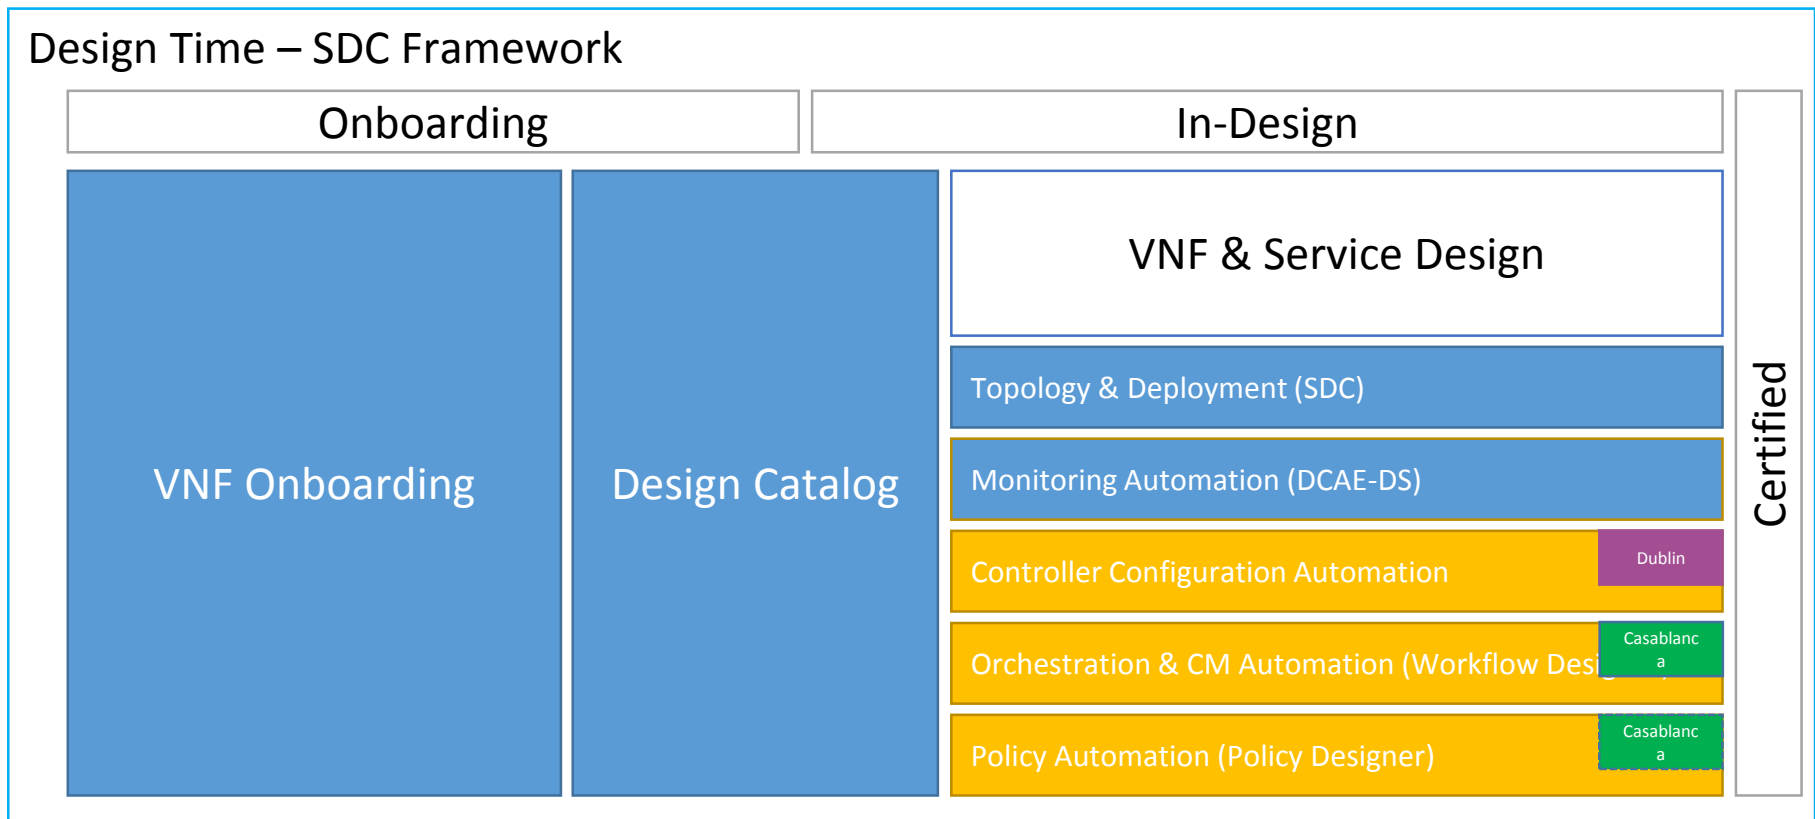 Design Time – SDC Framework
Onboarding
In-Design
VNF Onboarding
Design Catalog
VNF & Service Design
Topology & Deployment (SDC)
Monitoring Automation (DCAE-DS)
Controller Configuration Automation
Dublin
Orchestration & CM Automation (Workflow
Casablanc
a
Policy Automation (Policy Designer)
Casablanc
a
Certified